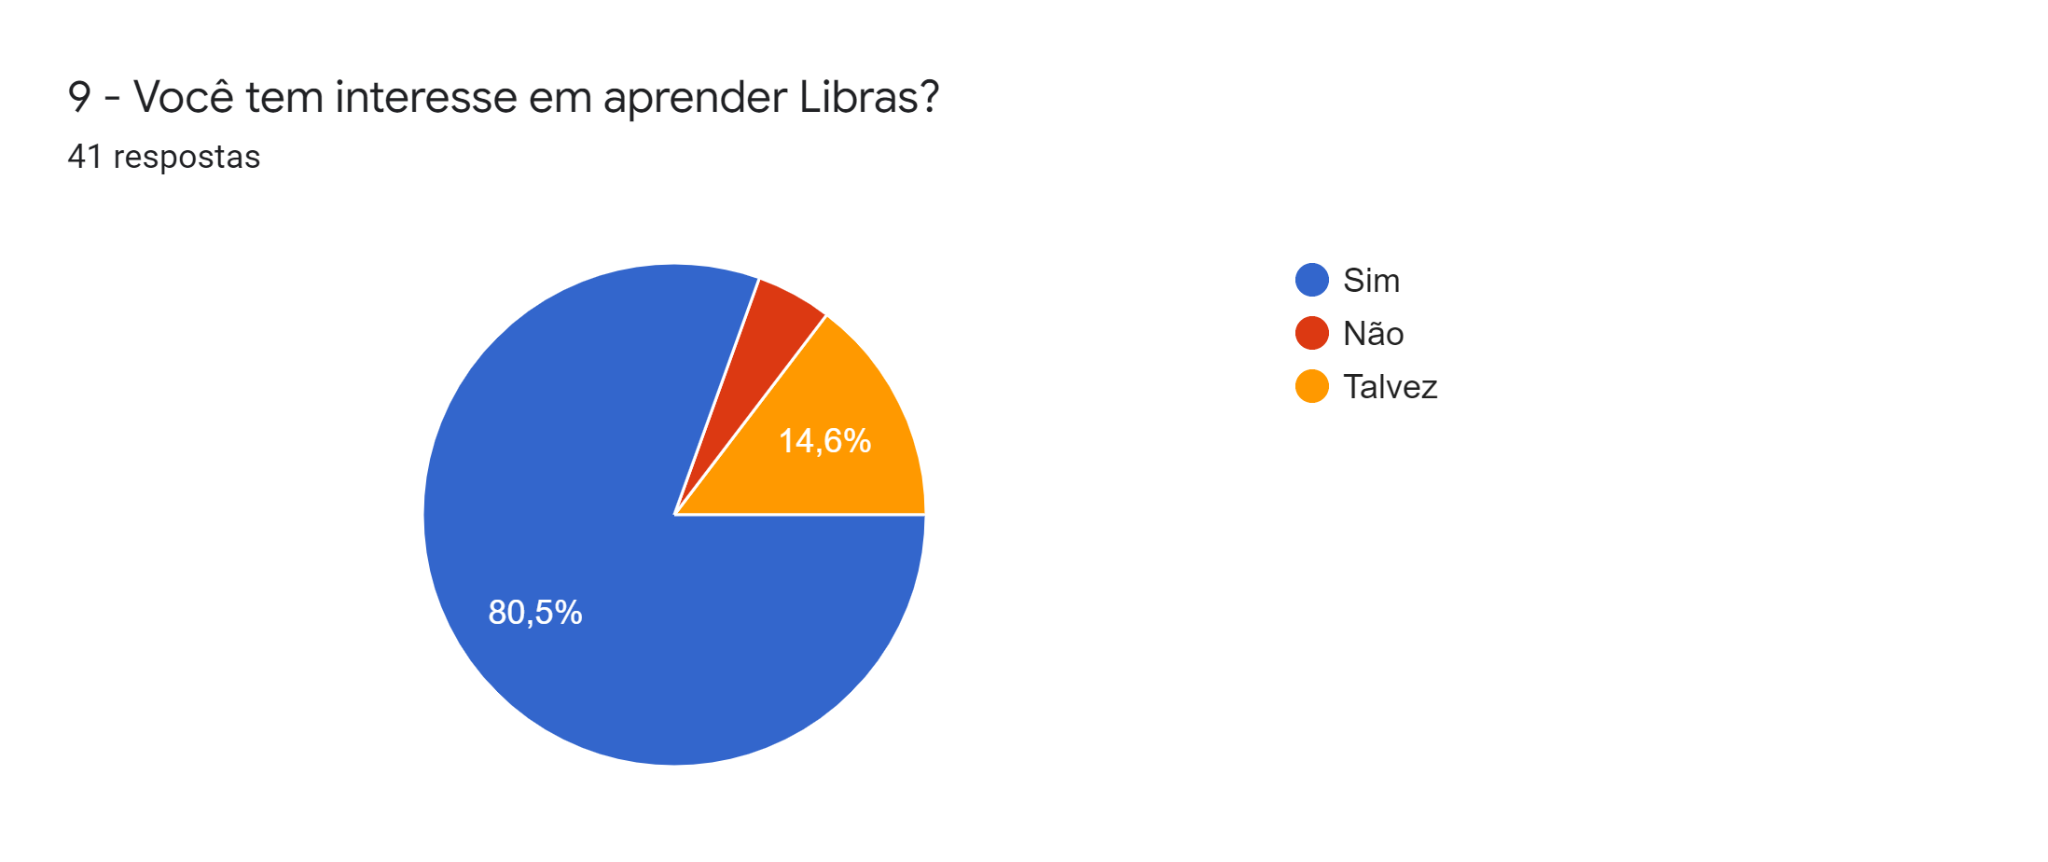 9 - Você tem interesse em aprender Libras?
41 respostas
Sim
Não
Talvez
14,6%
80,5%